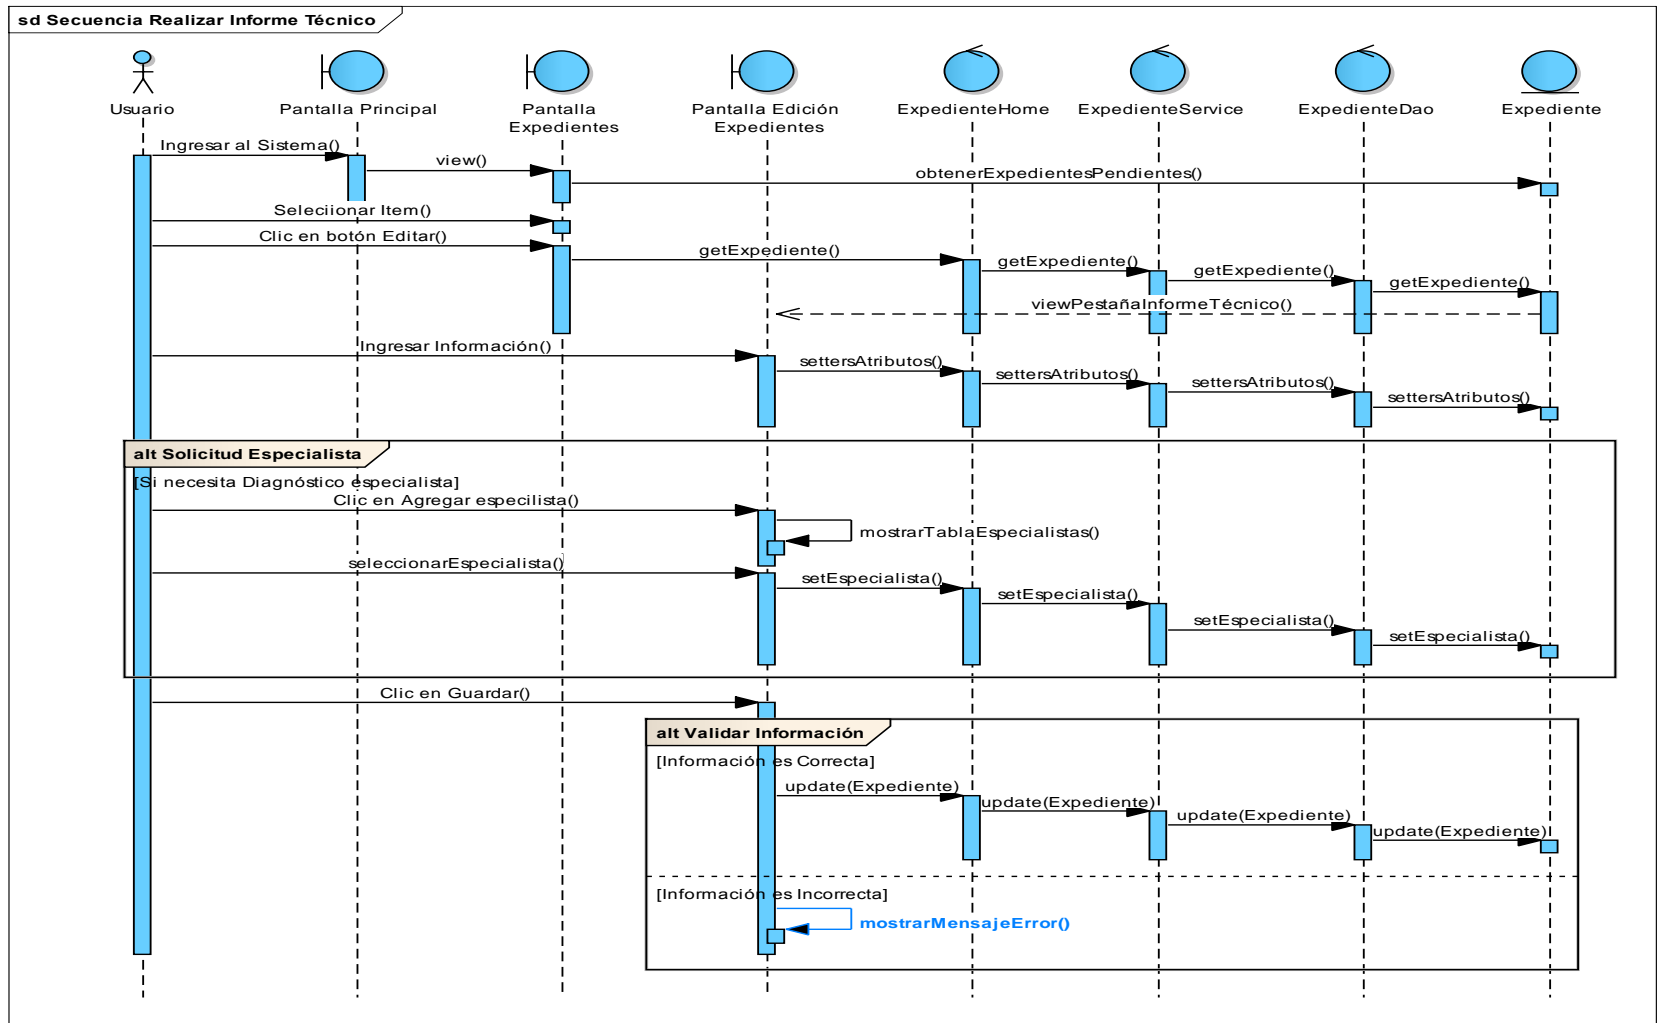 sd Secuencia Realizar Informe Técnico
Usuario
Pantalla Principal
Pantalla
Expedientes
Pantalla Edición
Expedientes
ExpedienteHome
ExpedienteService
ExpedienteDao
Expediente
Ingresar al Sistema()
view()
obtenerExpedientesPendientes()
Seleciionar Item()
Clic en botón Editar()
getExpediente()
getExpediente()
getExpediente()
getExpediente()
viewPestañaInformeTécnico()
Ingresar Información()
settersAtributos()
settersAtributos()
settersAtributos()
settersAtributos()
alt Solicitud Especialista
[Si necesita Diagnóstico especialista]
Clic en Agregar especilista()
mostrarTablaEspecialistas()
seleccionarEspecialista()
setEspecialista()
setEspecialista()
setEspecialista()
setEspecialista()
Clic en Guardar()
alt Validar Información
[Información es Correcta]
update(Expediente)
update(Expediente)
update(Expediente)
update(Expediente)
[Información es Incorrecta]
mostrarMensajeError()